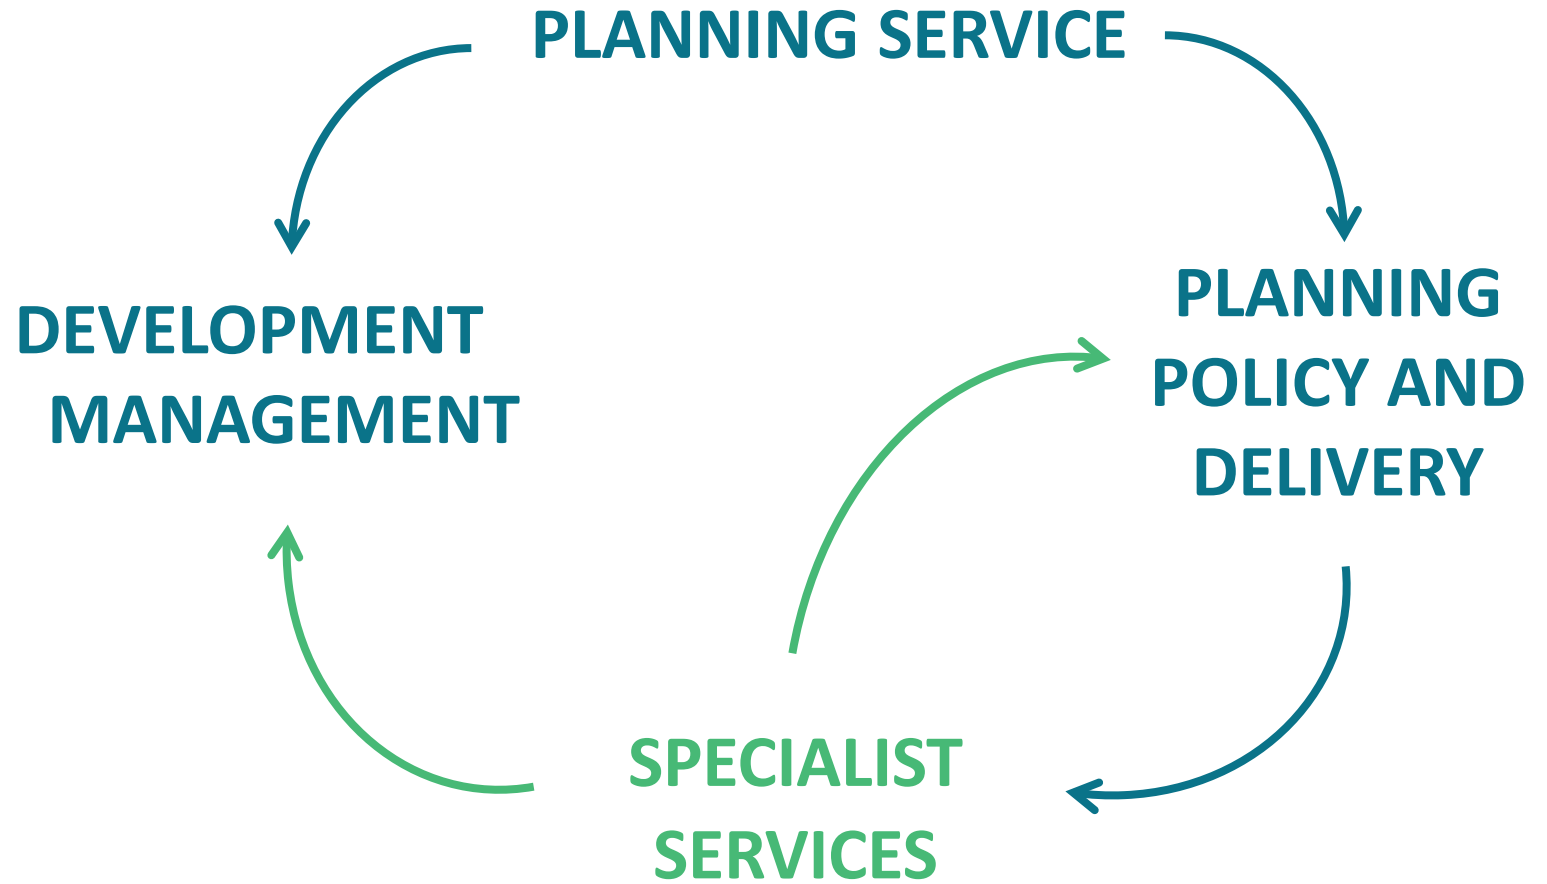 PLANNING SERVICE
DEVELOPMENT
MANAGEMENT
PLANNING
POLICY AND
DELIVERY
SPECIALIST
SERVICES